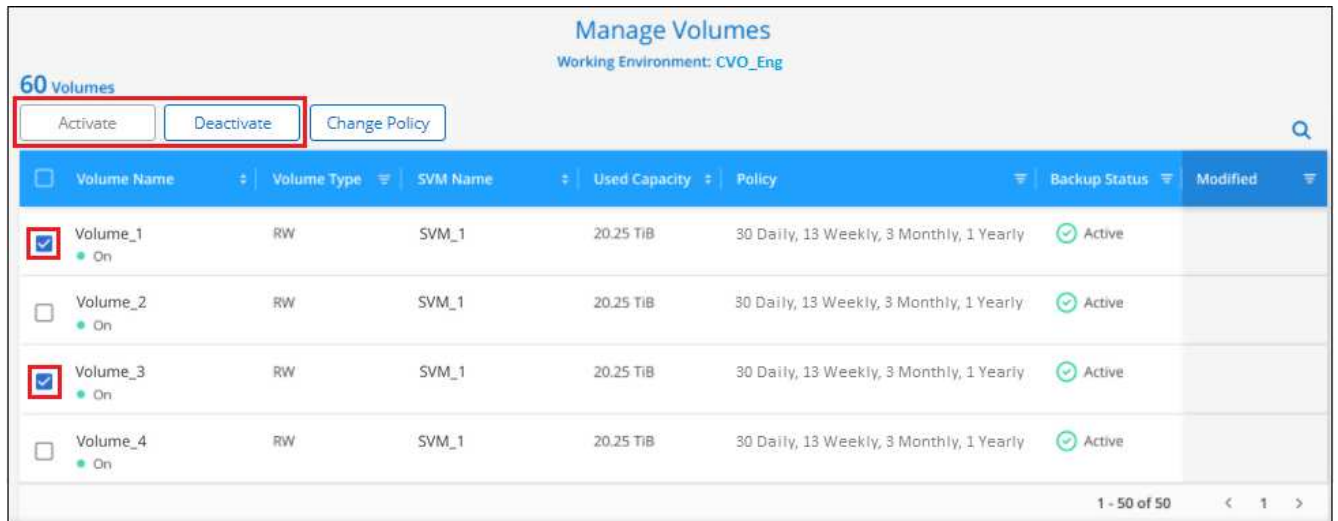 Manage Volumes
Working Environment: CVO_Eng
60 Volumes
Activate Deactivate Change Policy
Volume Name Volume Type SVM Name Used Capacity Policy Backup Status Modified
Volume_1 RW SVM_1 20.25 TiB 30 Daily, 13 Weekly, 3 Monthly, 1 Yearly Active
On
Volume_2 RW SVM_1 20.25 TiB 30 Daily, 13 Weekly, 3 Monthly, 1 Yearly Active
On
Volume_3 RW SVM_1 20.25 TiB 30 Daily, 13 Weekly, 3 Monthly, 1 Yearly Active
On
Volume_4 RW SVM_1 20.25 TiB 30 Daily, 13 Weekly, 3 Monthly, 1 Yearly Active
On
1 - 50 of 50 < 1 >